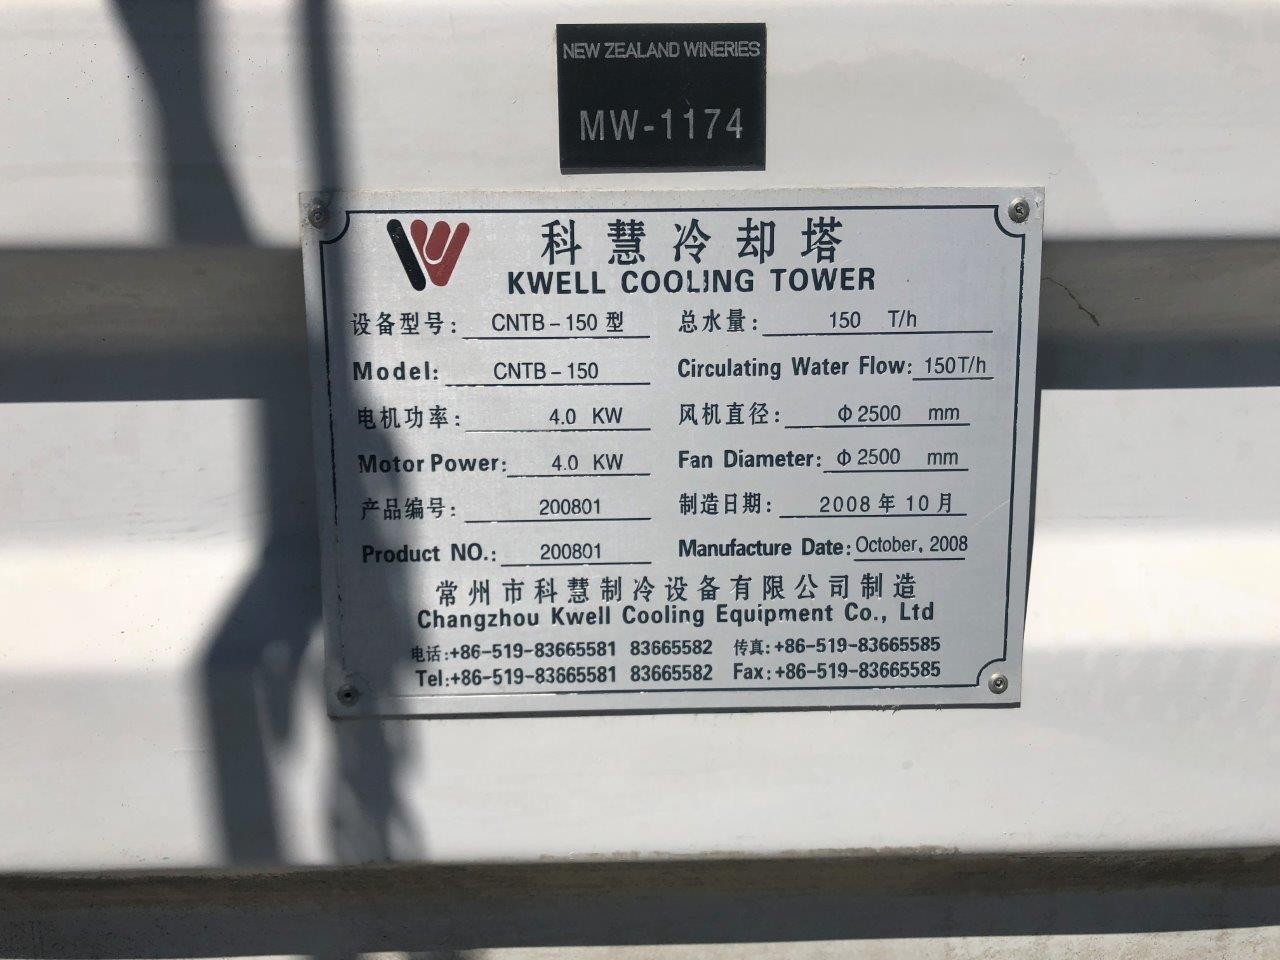 NEW ZEALAND WINERIES
MW-1174
科慧冷却塔
KWELL COOLING TOWER
设备型号: CNTB-150型 总水量: 150 T/h
Model: CNTB-150 Circulating Water Flow: 150T/h
电机功率: 4.0 KW 风机直径: Φ2500 mm
Motor Power: 4.0 KW Fan Diameter: Φ2500 mm
产品编号: 200801 制造日期: 2008年10月
Product NO.: 200801 Manufacture Date: October, 2008
常州市科慧制冷设备有限公司制造
Changzhou Kwell Cooling Equipment Co., Ltd
电话:+86-519-83665581 83665582 传真:+86-519-83665585
Tel:+86-519-83665581 83665582 Fax:+86-519-83665585